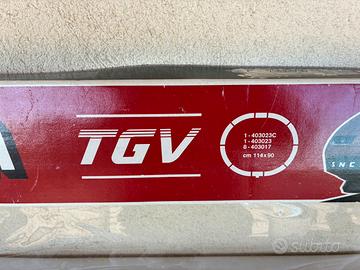 TGV
1 - 403023C
1 - 403023
8 - 403017
cm 114x90
SNC
Subito